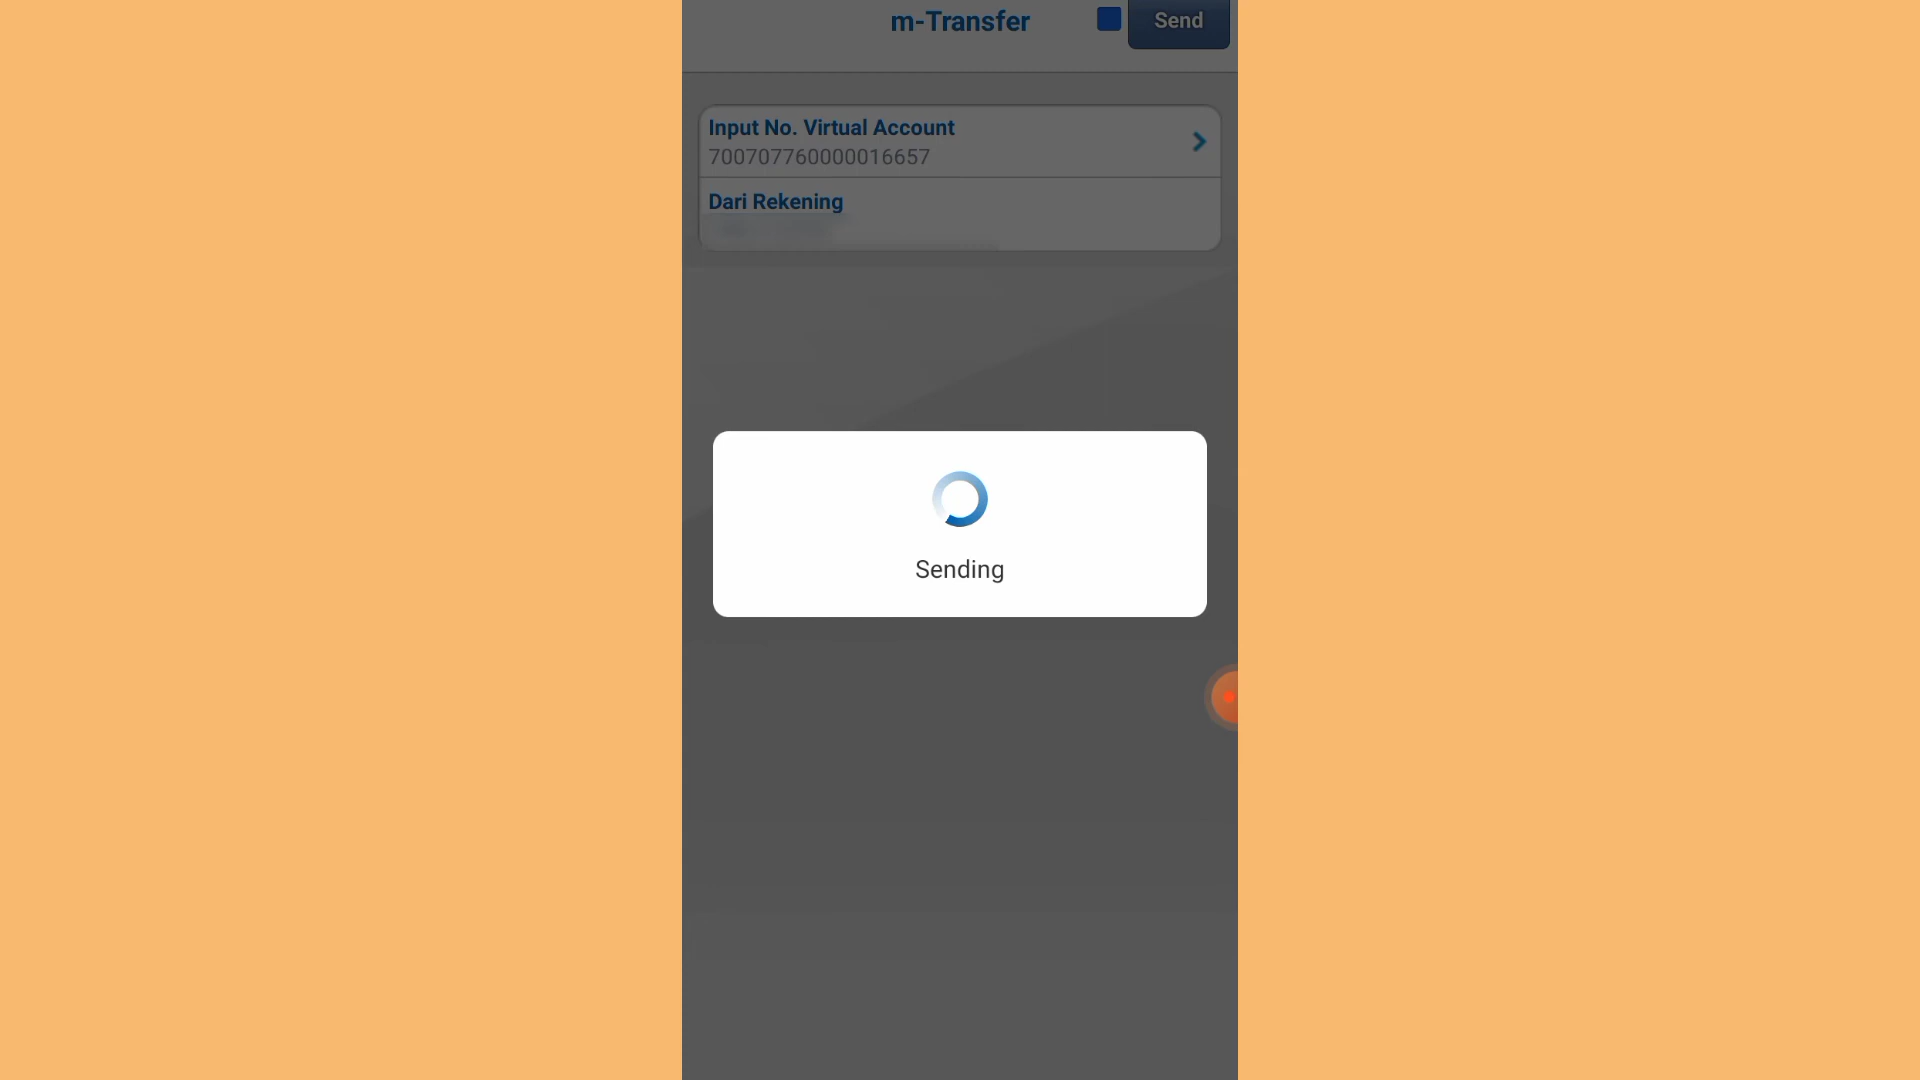 m-Transfer
Send
Input No. Virtual Account
700707760000016657
Dari Rekening
Sending